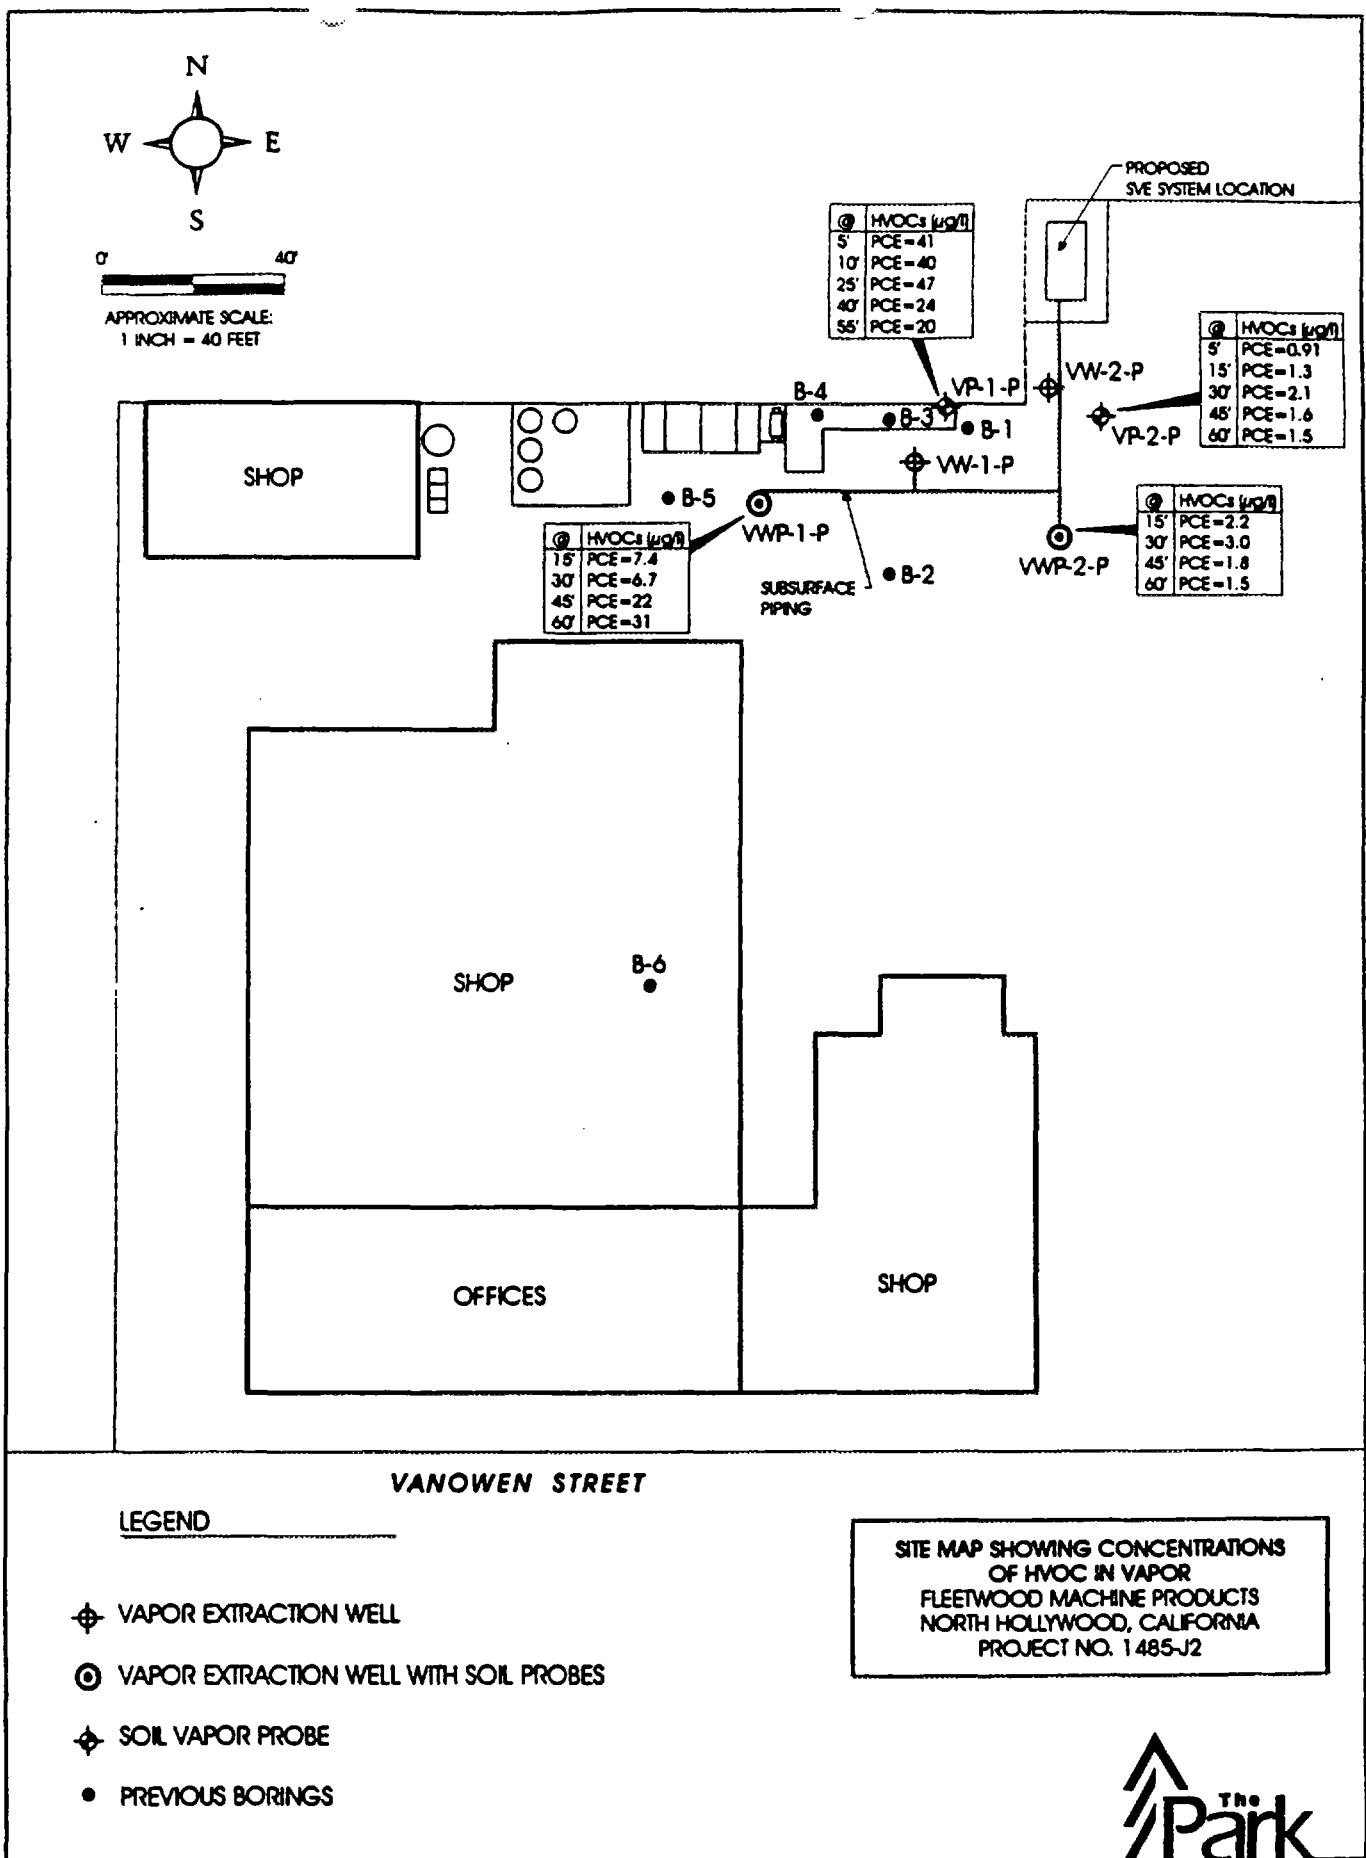 N
W E
S
0' 40'
APPROXIMATE SCALE:
1 INCH = 40 FEET
PROPOSED
SVE SYSTEM LOCATION
@ HVOCs (µg/l)
5' PCE=41
10' PCE=40
25' PCE=47
40' PCE=24
55' PCE=20
@ HVOCs (µg/l)
5' PCE=0.91
15' PCE=1.3
30' PCE=2.1
45' PCE=1.6
60' PCE=1.5
VW-2-P
VP-1-P
VP-2-P
B-4
B-3
B-1
VW-1-P
SHOP
B-5
VWP-1-P
@ HVOCs (µg/l)
15' PCE=7.4
30' PCE=6.7
45' PCE=22
60' PCE=31
@ HVOCs (µg/l)
15' PCE=2.2
30' PCE=3.0
45' PCE=1.8
60' PCE=1.5
VWP-2-P
B-2
SUBSURFACE
PIPING
B-6
SHOP
OFFICES
SHOP
VANOWEN STREET
LEGEND
VAPOR EXTRACTION WELL
VAPOR EXTRACTION WELL WITH SOIL PROBES
SOIL VAPOR PROBE
PREVIOUS BORINGS
SITE MAP SHOWING CONCENTRATIONS
OF HVOC IN VAPOR
FLEETWOOD MACHINE PRODUCTS
NORTH HOLLYWOOD, CALIFORNIA
PROJECT NO. 1485-J2
The
Park